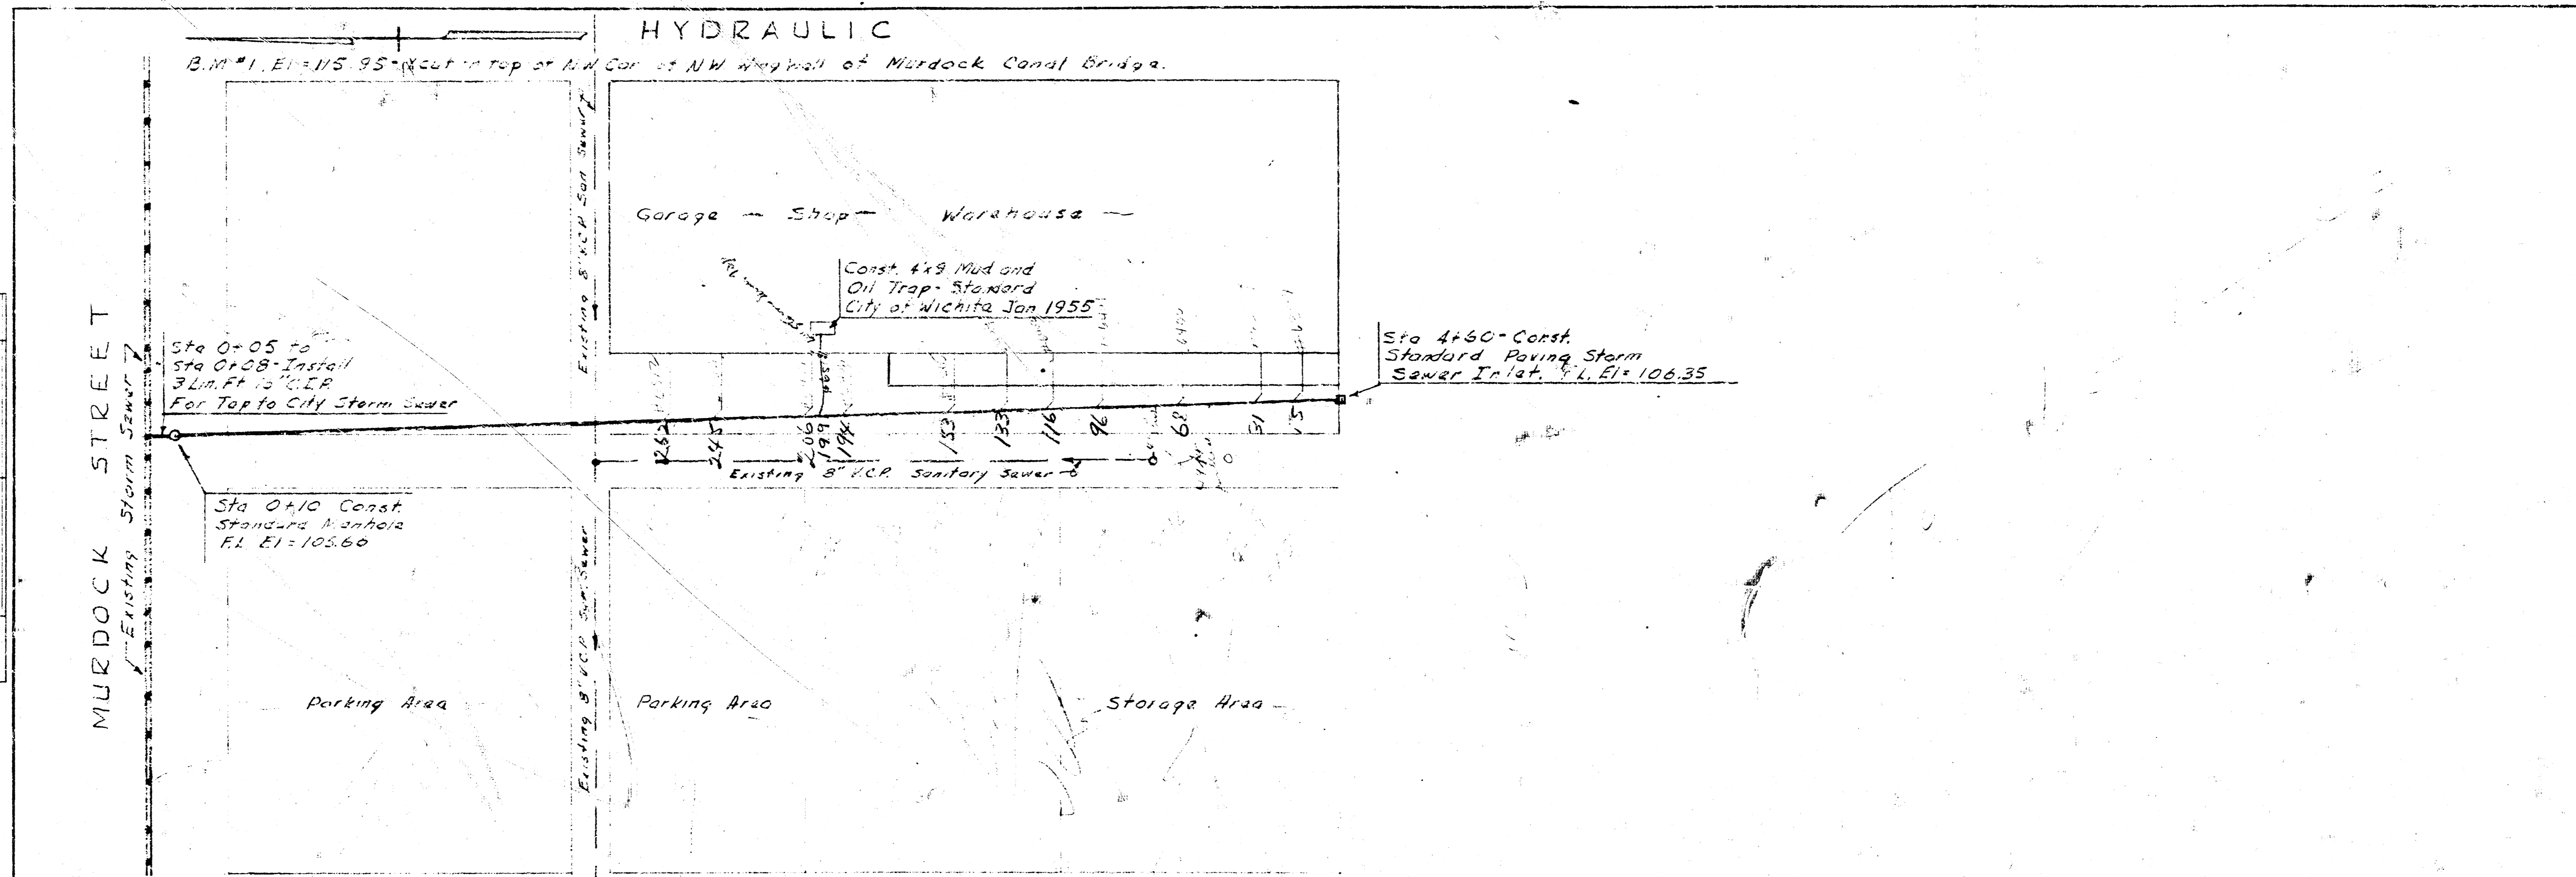 HYDRAULIC
B.M #1. El = 115.95 - cut in top of NW Cor of NW Wingwall of Murdock Canal Bridge.
MURDOCK STREET
Existing Storm Sewer
Existing 8" V.C.P. San Sewer
Garage - Shop - Warehouse -
Const. 4'x9' Mud and
Oil Trap - Standard
City of Wichita Jan 1955
Sta 0+05 to
Sta 0+08 - Install
3 Lin. Ft 10" C.I.P.
For Tap to City Storm Sewer
Sta 4+60 - Const.
Standard Paving Storm
Sewer Inlet. F.L. El = 106.35
262
245
206
199
194
153
133
116
96
68
31
15
Existing 8" V.C.P. Sanitary Sewer
Sta 0+10 Const.
Standard Manhole
F.L. El = 105.66
Existing 8" V.C.P. San. Sewer
Parking Area
Parking Area
Storage Area